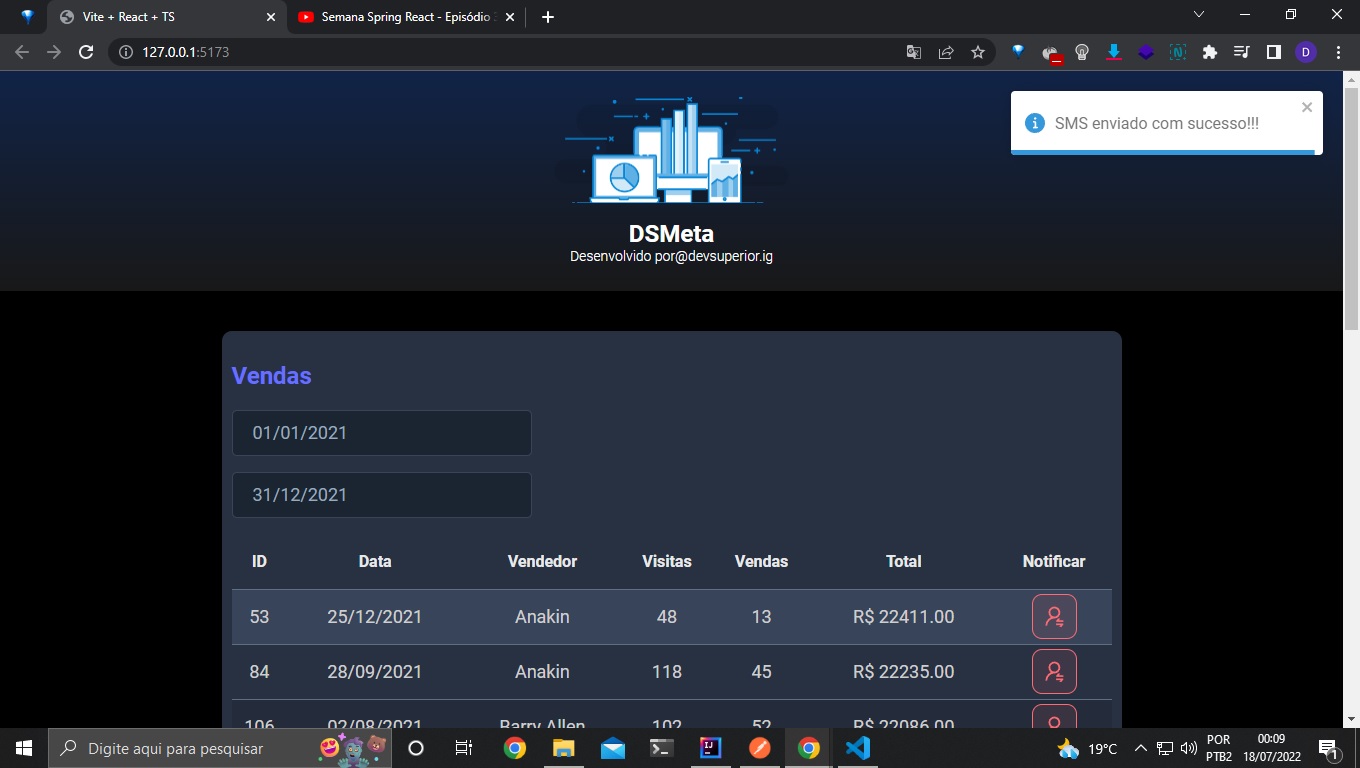 Vite + React + TS
Semana Spring React - Episódio
127.0.0.1:5173
D
SMS enviado com sucesso!!!
DSMeta
Desenvolvido por@devsuperior.ig
Vendas
01/01/2021
31/12/2021
ID Data Vendedor Visitas Vendas Total Notificar
53 25/12/2021 Anakin 48 13 R$ 22411.00
84 28/09/2021 Anakin 118 45 R$ 22235.00
106 02/08/2021 Barry Allen 102 52 R$ 22086.00
Digite aqui para pesquisar
19°C
POR
PTB2
00:09
18/07/2022
1